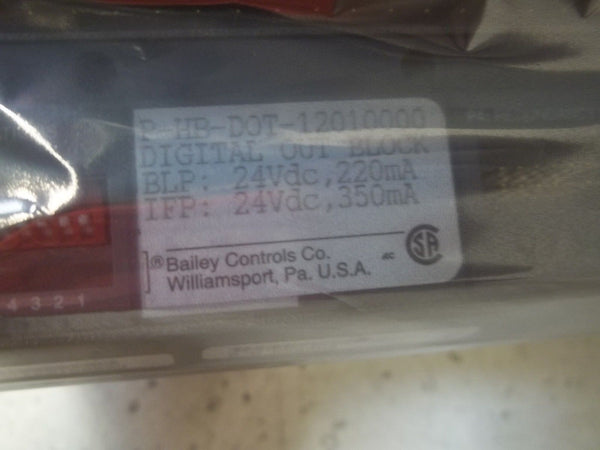 P-HB-DOT-12010000
DIGITAL OUT BLOCK
BLP: 24Vdc,220mA
IFP: 24Vdc,350mA
]® Bailey Controls Co.
Williamsport, Pa. U.S.A.
SA
4 3 2 1